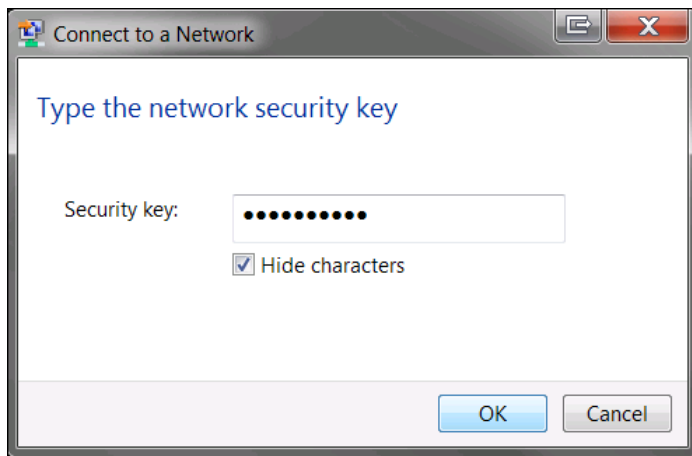 Connect to a Network
Type the network security key
Security key: ••••••••••
Hide characters
OK Cancel